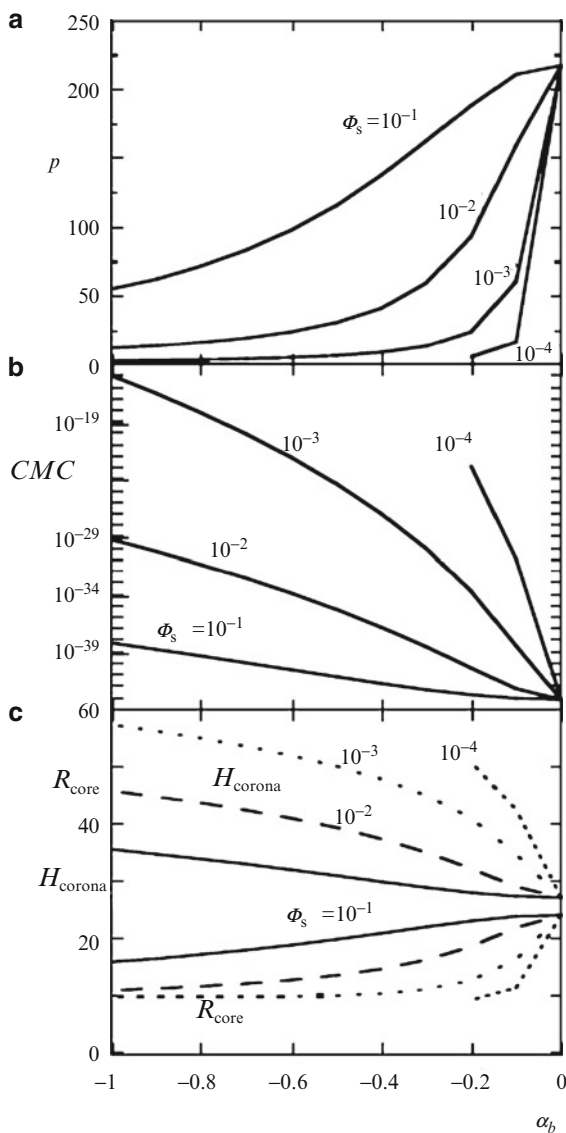 a
250
200
p
100
50
0
Φs =10⁻¹
10⁻²
10⁻³
10⁻⁴
b
10⁻¹⁹
CMC
10⁻²⁹
10⁻³⁴
10⁻³⁹
10⁻³
10⁻⁴
10⁻²
Φs =10⁻¹
c
60
Rcore
40
Hcorona
20
0
10⁻³
10⁻⁴
Hcorona
10⁻²
Φs =10⁻¹
Rcore
−1 −0.8 −0.6 −0.4 −0.2 0
αb